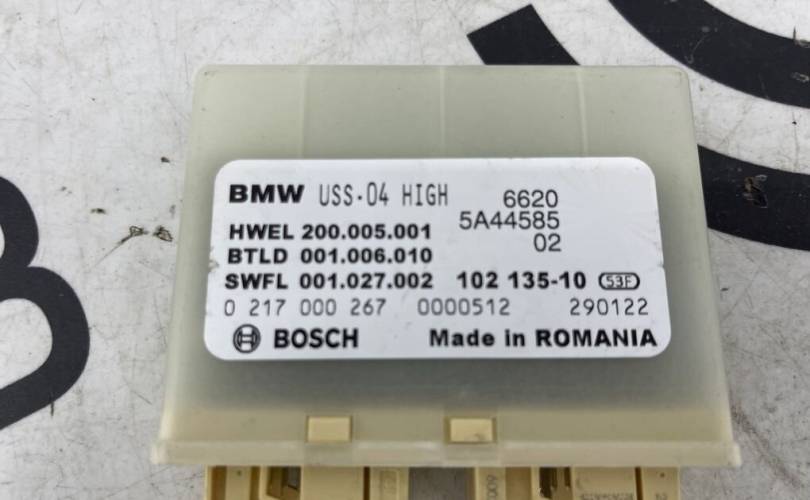 BMW USS-04 HIGH 6620
5A44585
HWEL 200.005.001
02
BTLD 001.006.010
SWFL 001.027.002 102 135-10 S3F
0 217 000 267 0000512 290122
BOSCH Made in ROMANIA